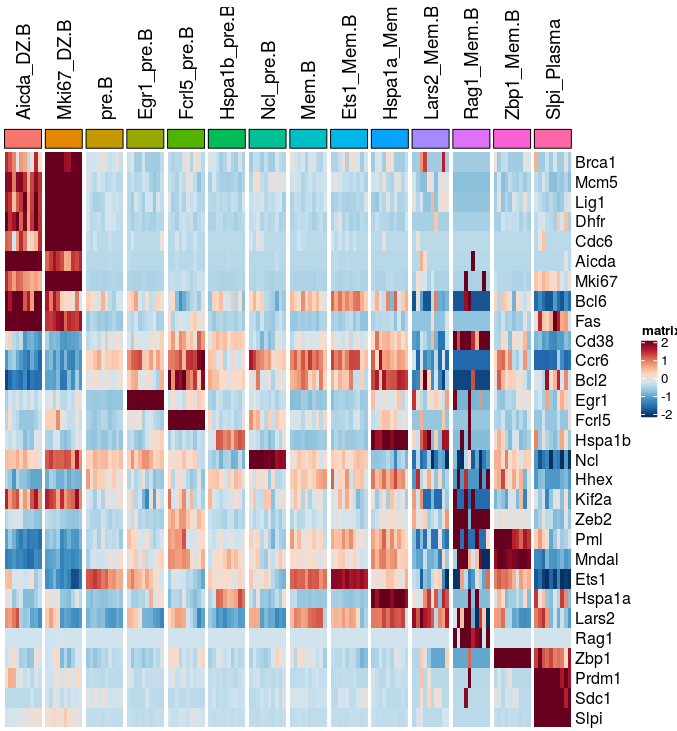 Aicda_DZ.B
Mki67_DZ.B
pre.B
Egr1_pre.B
Fcrl5_pre.B
Hspa1b_pre.B
Ncl_pre.B
Mem.B
Ets1_Mem.B
Hspa1a_Mem
Lars2_Mem.B
Rag1_Mem.B
Zbp1_Mem.B
Slpi_Plasma
Brca1
Mcm5
Lig1
Dhfr
Cdc6
Aicda
Mki67
Bcl6
Fas
Cd38
Ccr6
Bcl2
Egr1
Fcrl5
Hspa1b
Ncl
Hhex
Kif2a
Zeb2
Pml
Mndal
Ets1
Hspa1a
Lars2
Rag1
Zbp1
Prdm1
Sdc1
Slpi
matrix
2
1
0
-1
-2